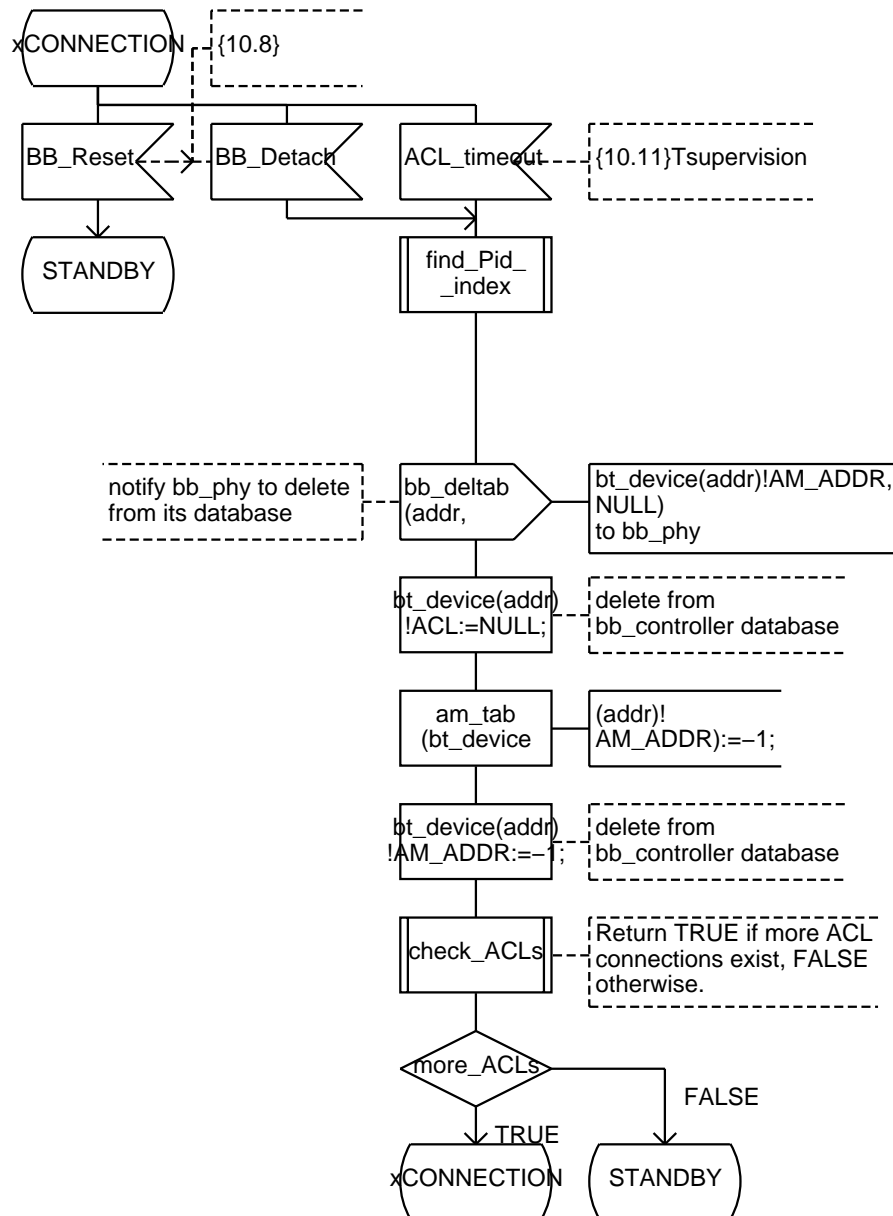 xCONNECTION
{10.8}
BB_Reset
BB_Detach
ACL_timeout
{10.11}Tsupervision
STANDBY
find_Pid_
_index
notify bb_phy to delete
from its database
bb_deltab
(addr,
bt_device(addr)!AM_ADDR,
NULL)
to bb_phy
bt_device(addr)
!ACL:=NULL;
delete from
bb_controller database
am_tab
(bt_device
(addr)!
AM_ADDR):=−1;
bt_device(addr)
!AM_ADDR:=−1;
delete from
bb_controller database
check_ACLs
Return TRUE if more ACL
connections exist, FALSE
otherwise.
more_ACLs
FALSE
TRUE
xCONNECTION
STANDBY